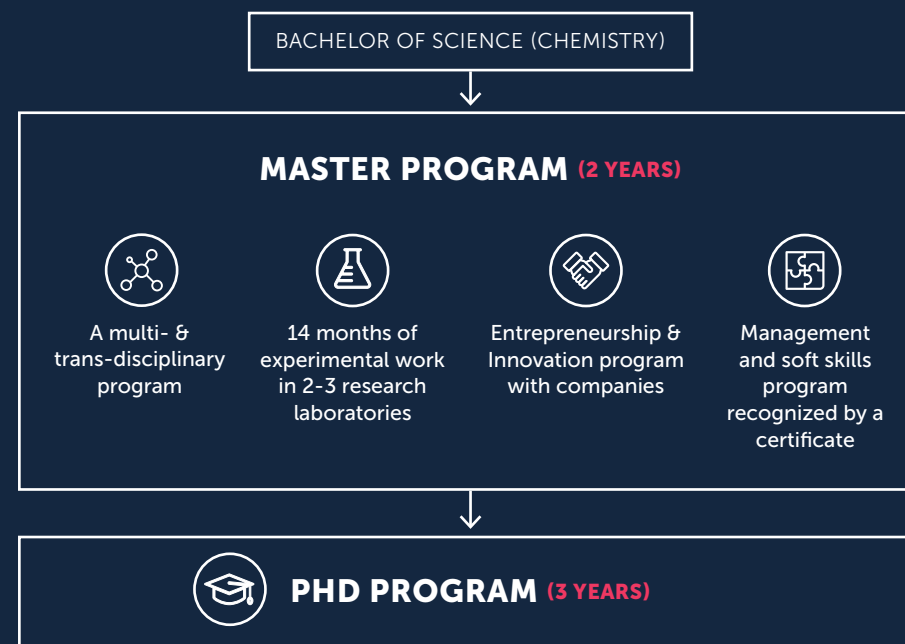 BACHELOR OF SCIENCE (CHEMISTRY)
MASTER PROGRAM (2 YEARS)
A multi- &
trans-disciplinary
program
14 months of
experimental work
in 2-3 research
laboratories
Entrepreneurship &
Innovation program
with companies
Management
and soft skills
program
recognized by a
certificate
PHD PROGRAM (3 YEARS)